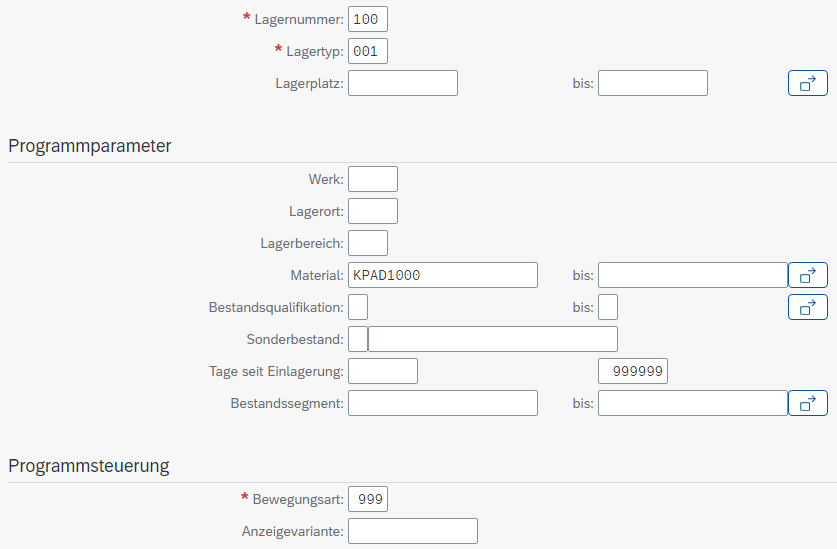 * Lagernummer: 100
* Lagertyp: 001
Lagerplatz: bis:
Programmparameter
Werk:
Lagerort:
Lagerbereich:
Material: KPAD1000 bis:
Bestandsqualifikation: bis:
Sonderbestand:
Tage seit Einlagerung: 999999
Bestandssegment: bis:
Programmsteuerung
* Bewegungsart: 999
Anzeigevariante: